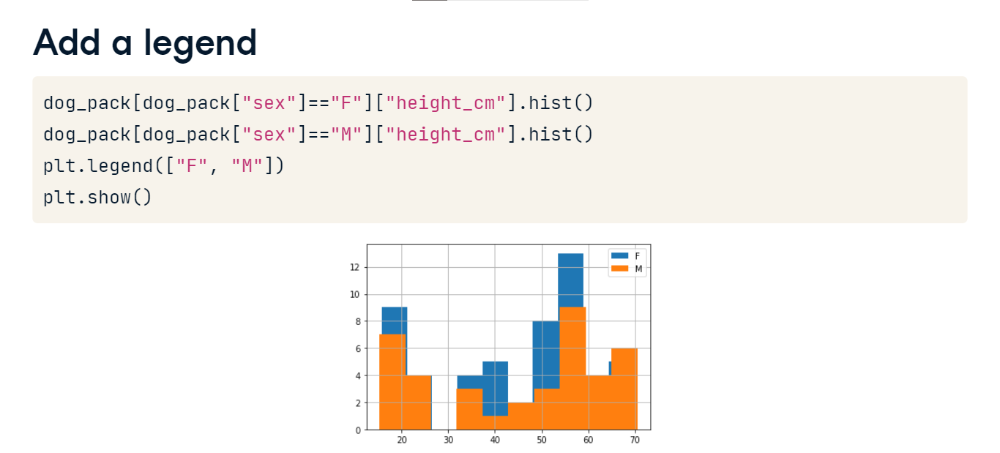 Add a legend
dog_pack[dog_pack["sex"]=="F"]["height_cm"].hist()
dog_pack[dog_pack["sex"]=="M"]["height_cm"].hist()
plt.legend(["F", "M"])
plt.show()
F
M
12
10
8
6
4
2
0
20 30 40 50 60 70